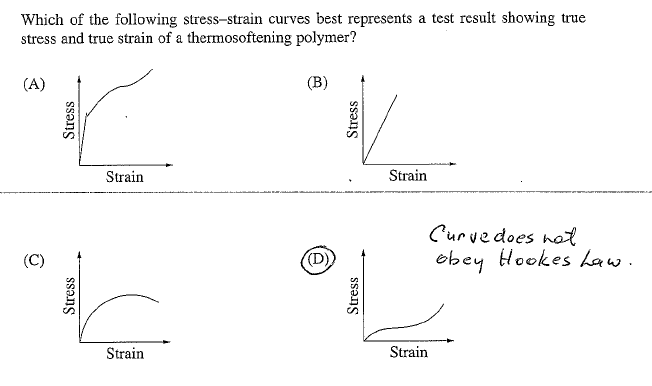 Which of the following stress–strain curves best represents a test result showing true
stress and true strain of a thermosoftening polymer?
(A)
Stress
Strain
(B)
Stress
Strain
(C)
Stress
Strain
(D)
Stress
Strain
Curve does not
obey Hookes Law.